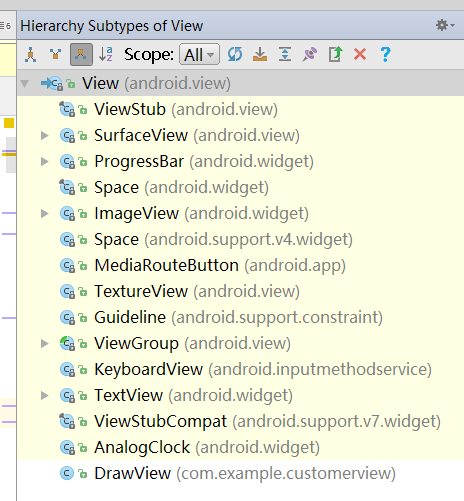 Hierarchy Subtypes of View
Scope: All
View (android.view)
ViewStub (android.view)
SurfaceView (android.view)
ProgressBar (android.widget)
Space (android.widget)
ImageView (android.widget)
Space (android.support.v4.widget)
MediaRouteButton (android.app)
TextureView (android.view)
Guideline (android.support.constraint)
ViewGroup (android.view)
KeyboardView (android.inputmethodservice)
TextView (android.widget)
ViewStubCompat (android.support.v7.widget)
AnalogClock (android.widget)
DrawView (com.example.customerview)